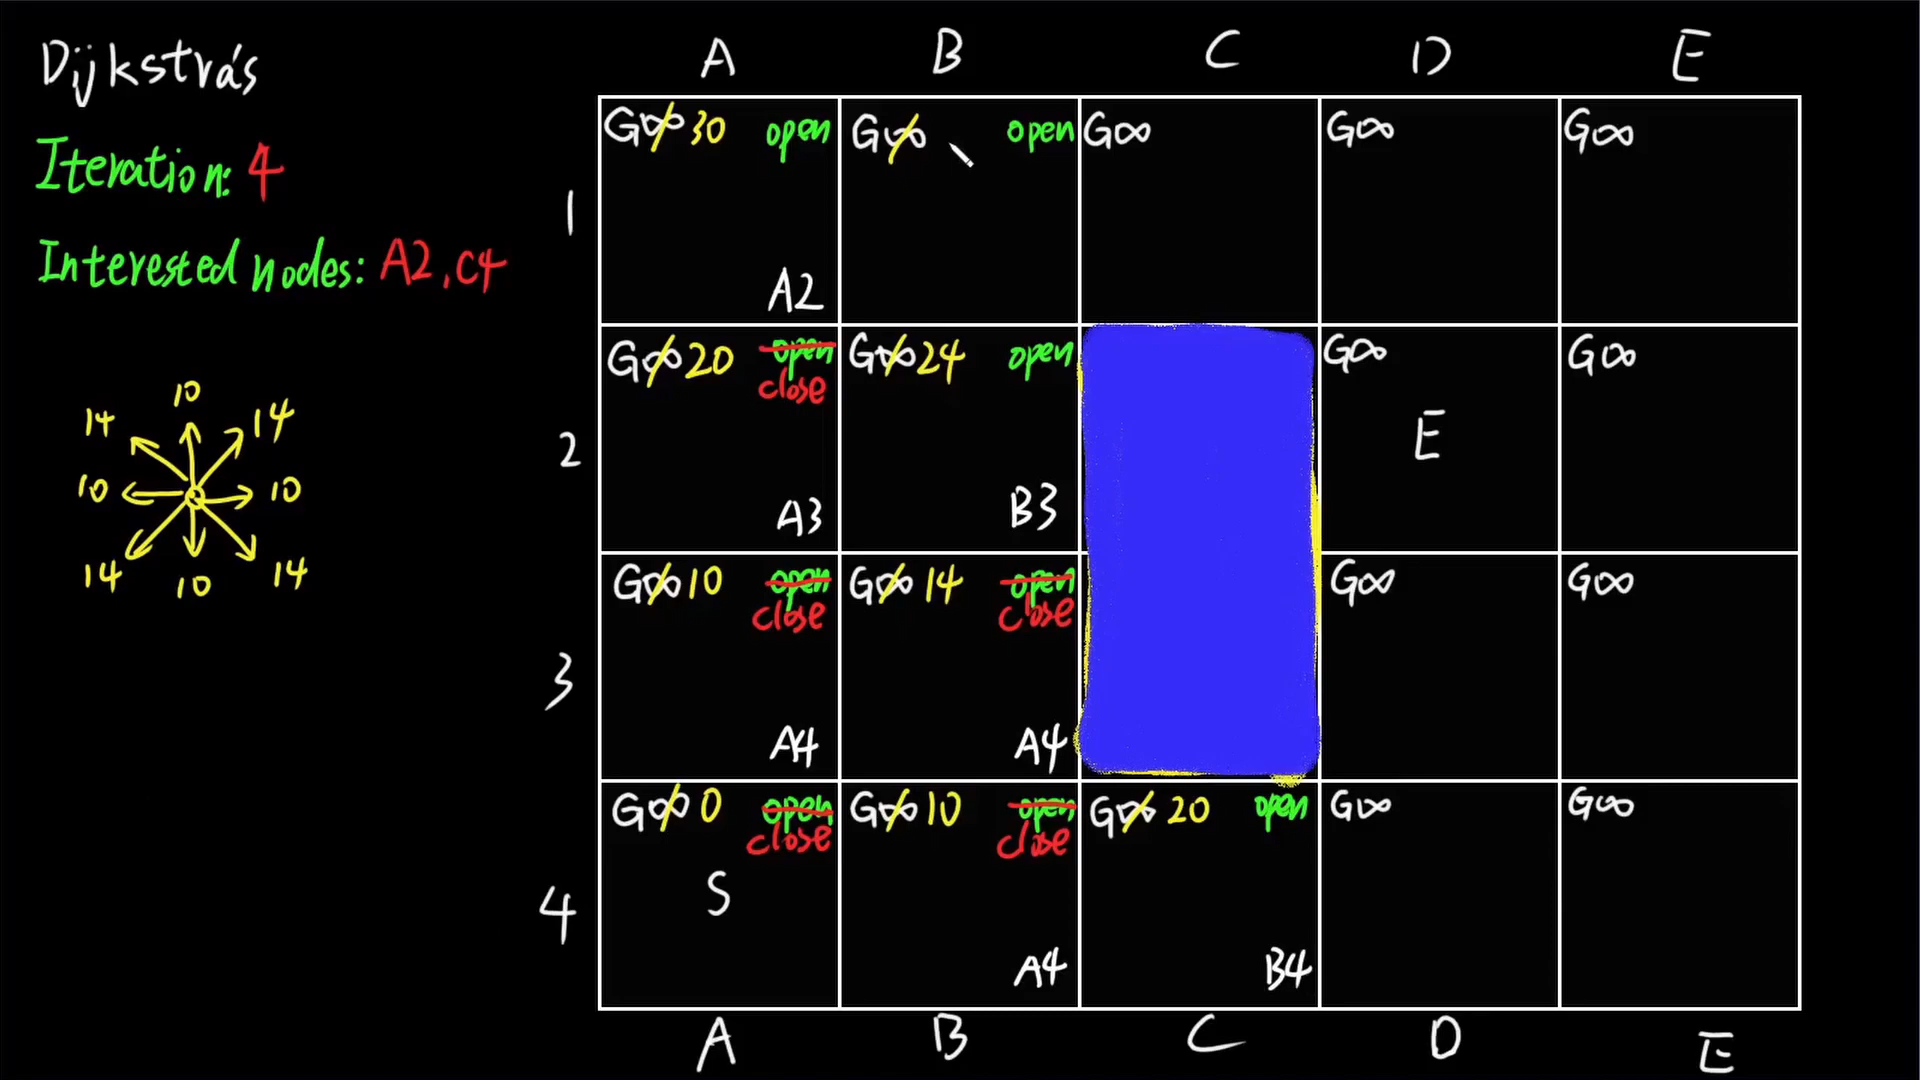 Dijkstra's
Iteration: 4
Interested nodes: A2, C4
10
14 14
10 10
14 10 14
A B C D E
1
G∞ 30 open
A2
G∞ open
G∞
G∞
G∞
2
G∞ 20 open
close
A3
G∞ 24 open
B3
G∞
E
G∞
3
G∞ 10 open
close
A4
G∞ 14 open
close
A4
G∞
G∞
4
G∞ 0 open
close
S
G∞ 10 open
close
A4
G∞ 20 open
B4
G∞
G∞
A B C D E